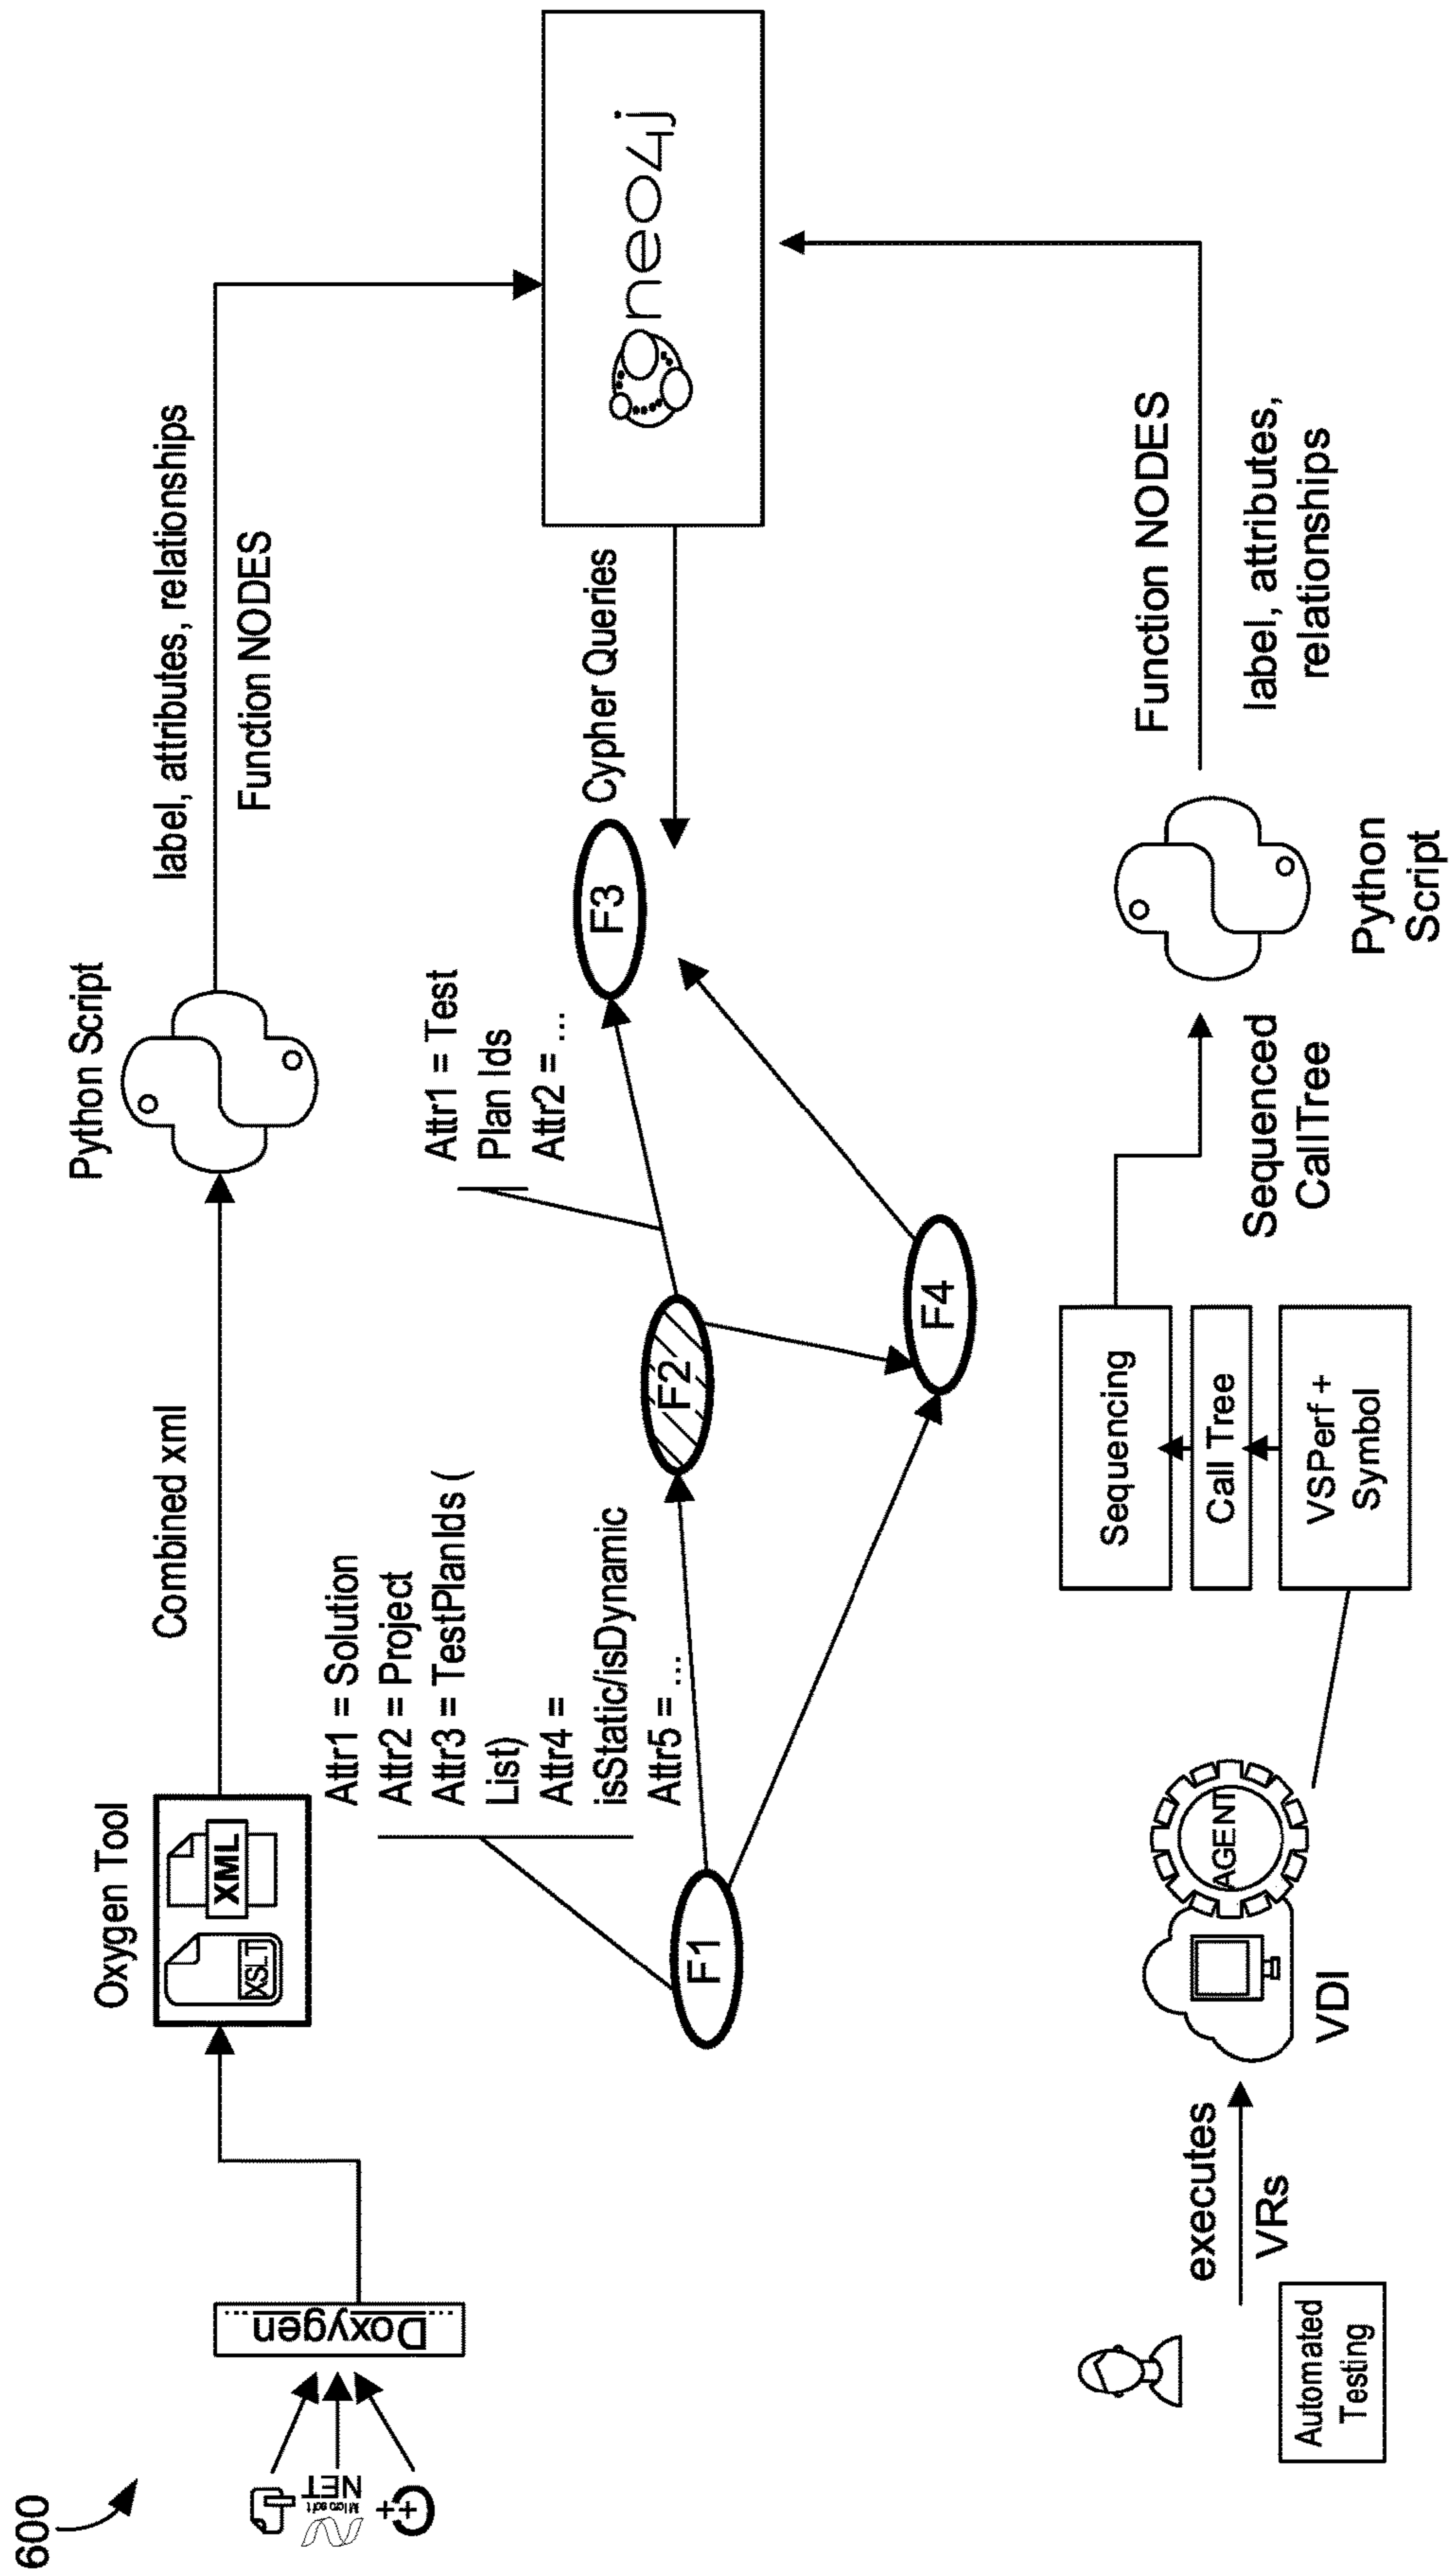 600
Microsoft
NET
C++
Doxygen
Oxygen Tool
XSLT
XML
Combined xml
Python Script
label, attributes, relationships
Function NODES
neo4j
Cypher Queries
Attr1 = Solution
Attr2 = Project
Attr3 = TestPlanIds (
List)
Attr4 =
isStatic/isDynamic
Attr5 = ...
Attr1 = Test
Plan Ids
Attr2 = ...
F1
F2
F3
F4
Automated
Testing
executes
VRs
VDI
AGENT
VSPerf +
Symbol
Call Tree
Sequencing
Sequenced
CallTree
Python
Script
Function NODES
label, attributes,
relationships